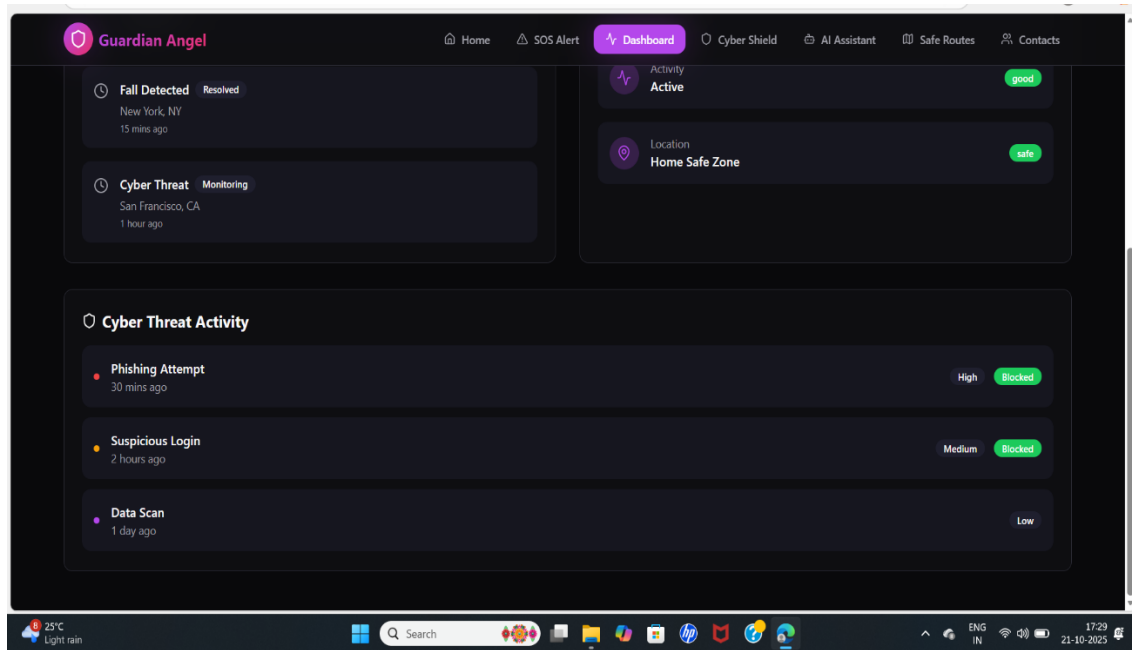 Guardian Angel
Home
SOS Alert
Dashboard
Cyber Shield
AI Assistant
Safe Routes
Contacts
Fall Detected Resolved
New York, NY
15 mins ago
Cyber Threat Monitoring
San Francisco, CA
1 hour ago
Activity
Active
good
Location
Home Safe Zone
safe
Cyber Threat Activity
Phishing Attempt
30 mins ago
High Blocked
Suspicious Login
2 hours ago
Medium Blocked
Data Scan
1 day ago
Low
8
25°C
Light rain
Search
hp
ENG
IN
17:29
21-10-2025